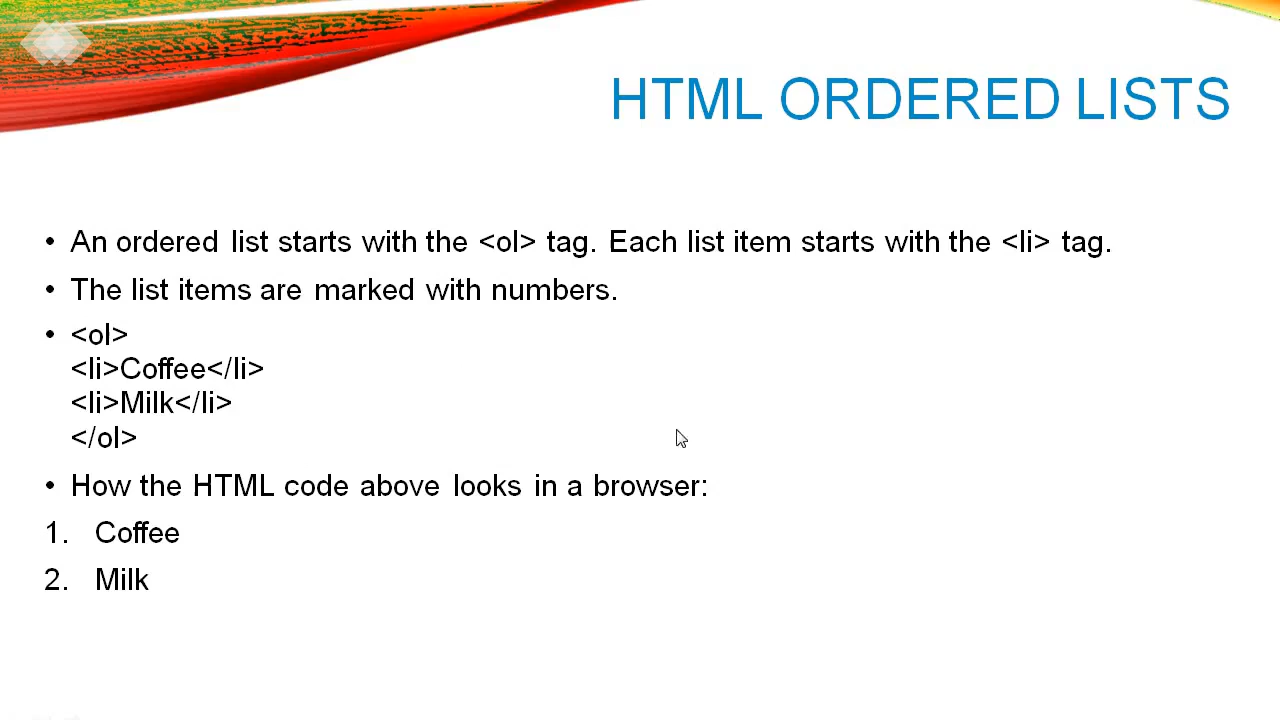 HTML ORDERED LISTS
• An ordered list starts with the <ol> tag. Each list item starts with the <li> tag.
• The list items are marked with numbers.
• <ol>
<li>Coffee</li>
<li>Milk</li>
</ol>
• How the HTML code above looks in a browser:
1. Coffee
2. Milk